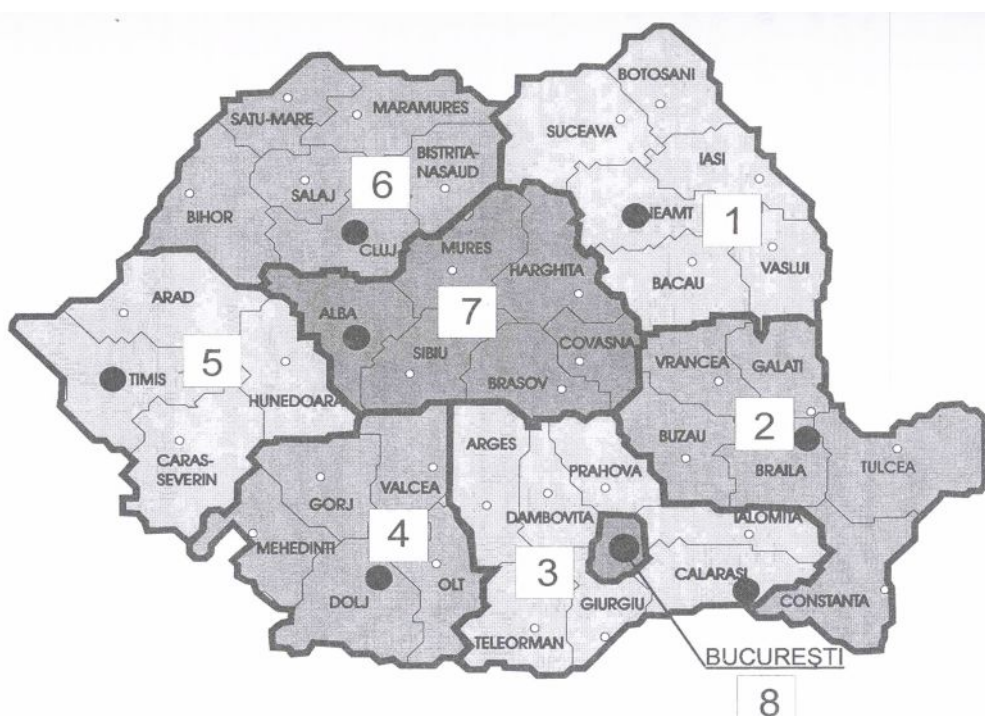 BOTOSANI
MARAMURES
SATU-MARE
SUCEAVA
BISTRITA-
NASAUD
IASI
6
SALAJ
BIHOR
NEAMT
1
CLUJ
MURES
HARGHITA
VASLUI
BACAU
ARAD
ALBA
7
COVASNA
SIBIU
5
VRANCEA
GALATI
TIMIS
BRASOV
HUNEDOARA
2
BUZAU
ARGES
CARAS-
SEVERIN
PRAHOVA
BRAILA
TULCEA
VALCEA
GORJ
DAMBOVITA
IALOMITA
4
MEHEDINTI
3
CALARASI
OLT
DOLJ
GIURGIU
CONSTANTA
TELEORMAN
BUCUREŞTI
8